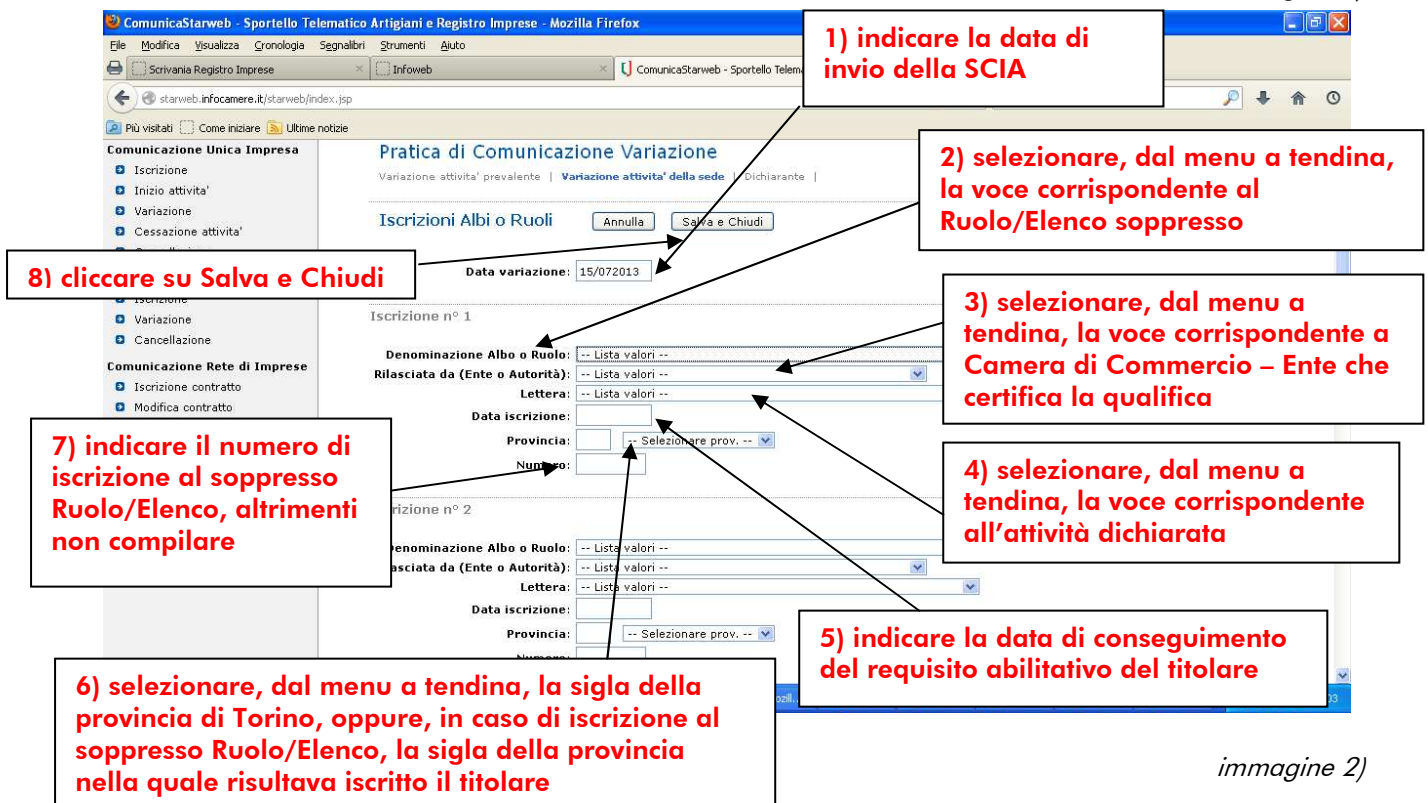 ComunicaStarweb - Sportello Telematico Artigiani e Registro Imprese - Mozilla Firefox
File Modifica Visualizza Cronologia Segnalibri Strumenti Aiuto
Scrivania Registro Imprese
Infoweb
ComunicaStarweb - Sportello Telem
starweb.infocamere.it/starweb/index.jsp
Più visitati Come iniziare Ultime notizie
1) indicare la data di
invio della SCIA
Comunicazione Unica Impresa
Iscrizione
Inizio attivita'
Variazione
Cessazione attivita'
Pratica di Comunicazione Variazione
Variazione attivita' prevalente | Variazione attivita' della sede | Dichiarante |
2) selezionare, dal menu a tendina,
la voce corrispondente al
Ruolo/Elenco soppresso
Iscrizioni Albi o Ruoli Annulla Salva e Chiudi
8) cliccare su Salva e Chiudi
Data variazione: 15/072013
Iscrizione
Variazione
Cancellazione
Comunicazione Rete di Imprese
Iscrizione contratto
Modifica contratto
Iscrizione nº 1
Denominazione Albo o Ruolo: -- Lista valori --
Rilasciata da (Ente o Autorità): -- Lista valori --
Lettera: -- Lista valori --
Data iscrizione:
Provincia: -- Selezionare prov. --
Numero:
3) selezionare, dal menu a
tendina, la voce corrispondente a
Camera di Commercio – Ente che
certifica la qualifica
7) indicare il numero di
iscrizione al soppresso
Ruolo/Elenco, altrimenti
non compilare
4) selezionare, dal menu a
tendina, la voce corrispondente
all'attività dichiarata
rizione nº 2
Denominazione Albo o Ruolo: -- Lista valori --
asciata da (Ente o Autorità): -- Lista valori --
Lettera: -- Lista valori --
Data iscrizione:
Provincia: -- Selezionare prov. --
Numero:
5) indicare la data di conseguimento
del requisito abilitativo del titolare
6) selezionare, dal menu a tendina, la sigla della
provincia di Torino, oppure, in caso di iscrizione al
soppresso Ruolo/Elenco, la sigla della provincia
nella quale risultava iscritto il titolare
ozill.
03
immagine 2)